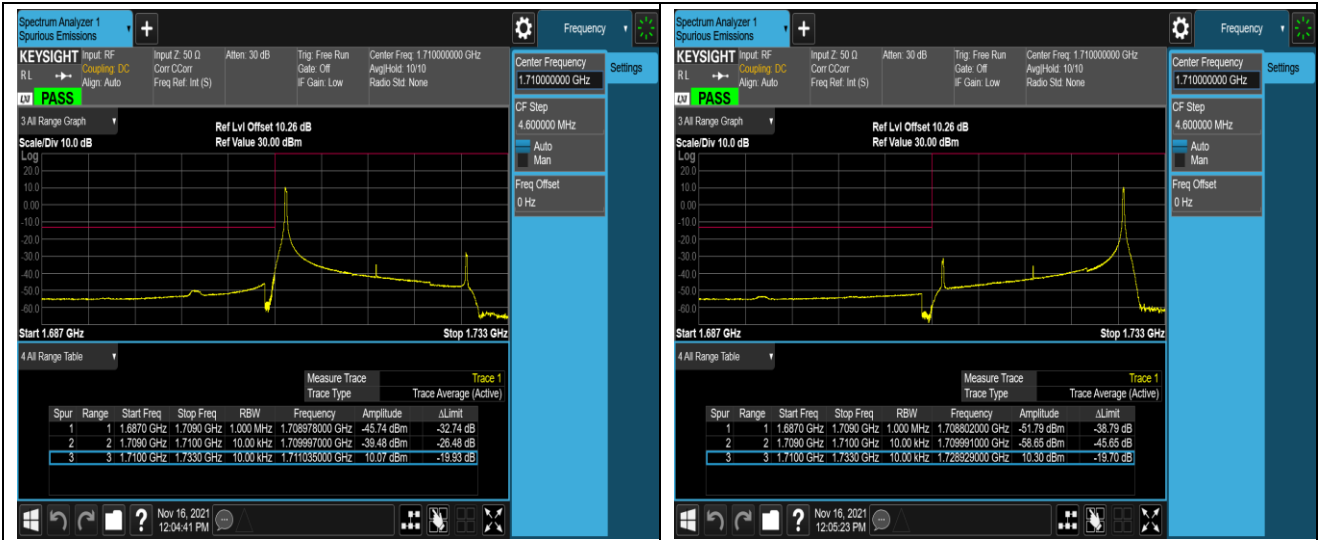 Spectrum Analyzer 1
Spurious Emissions
+
Frequency
KEYSIGHT Input: RF Input Z: 50 Ω Atten: 30 dB Trig: Free Run Center Freq: 1.710000000 GHz
Coupling: DC Corr CCorr Gate: Off Avg|Hold: 10/10
R L Align: Auto Freq Ref: Int (S) IF Gain: Low Radio Std: None
LXI PASS
Center Frequency
1.710000000 GHz
Settings
CF Step
4.600000 MHz
Auto
Man
Freq Offset
0 Hz
3 All Range Graph
Ref Lvl Offset 10.26 dB
Scale/Div 10.0 dB Ref Value 30.00 dBm
Log
20.0
10.0
0.00
-10.0
-20.0
-30.0
-40.0
-50.0
-60.0
Start 1.687 GHz Stop 1.733 GHz
4 All Range Table
Measure Trace Trace 1
Trace Type Trace Average (Active)
Spur Range Start Freq Stop Freq RBW Frequency Amplitude ΔLimit
1 1 1.6870 GHz 1.7090 GHz 1.000 MHz 1.708978000 GHz -45.74 dBm -32.74 dB
2 2 1.7090 GHz 1.7100 GHz 10.00 kHz 1.709997000 GHz -39.48 dBm -26.48 dB
3 3 1.7100 GHz 1.7330 GHz 10.00 kHz 1.711035000 GHz 10.07 dBm -19.93 dB
?
Nov 16, 2021
12:04:41 PM
Spectrum Analyzer 1
Spurious Emissions
+
Frequency
KEYSIGHT Input: RF Input Z: 50 Ω Atten: 30 dB Trig: Free Run Center Freq: 1.710000000 GHz
Coupling: DC Corr CCorr Gate: Off Avg|Hold: 10/10
R L Align: Auto Freq Ref: Int (S) IF Gain: Low Radio Std: None
LXI PASS
Center Frequency
1.710000000 GHz
Settings
CF Step
4.600000 MHz
Auto
Man
Freq Offset
0 Hz
3 All Range Graph
Ref Lvl Offset 10.26 dB
Scale/Div 10.0 dB Ref Value 30.00 dBm
Log
20.0
10.0
0.00
-10.0
-20.0
-30.0
-40.0
-50.0
-60.0
Start 1.687 GHz Stop 1.733 GHz
4 All Range Table
Measure Trace Trace 1
Trace Type Trace Average (Active)
Spur Range Start Freq Stop Freq RBW Frequency Amplitude ΔLimit
1 1 1.6870 GHz 1.7090 GHz 1.000 MHz 1.708802000 GHz -51.79 dBm -38.79 dB
2 2 1.7090 GHz 1.7100 GHz 10.00 kHz 1.709991000 GHz -58.65 dBm -45.65 dB
3 3 1.7100 GHz 1.7330 GHz 10.00 kHz 1.728929000 GHz 10.30 dBm -19.70 dB
?
Nov 16, 2021
12:05:23 PM